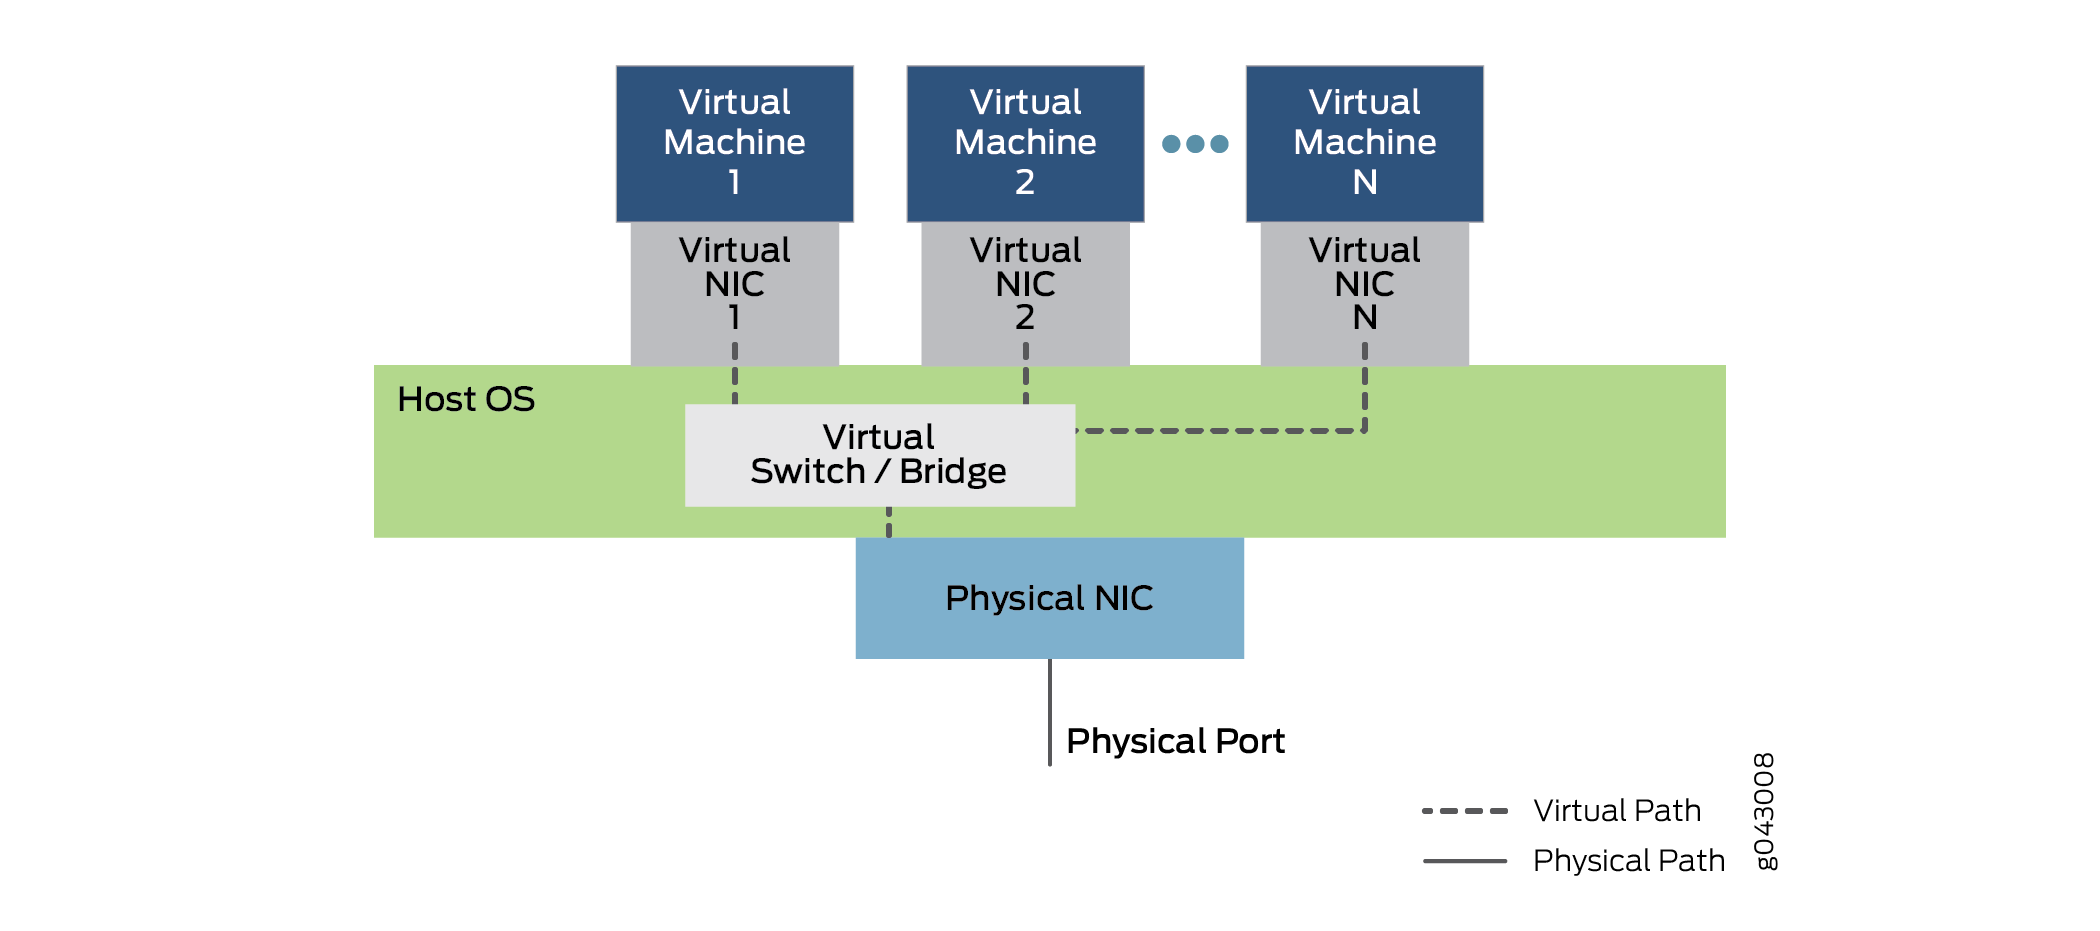 Virtual
Machine
1
Virtual
Machine
2
Virtual
Machine
N
Virtual
NIC
1
Virtual
NIC
2
Virtual
NIC
N
Host OS
Virtual
Switch / Bridge
Physical NIC
Physical Port
Virtual Path
Physical Path
g043008